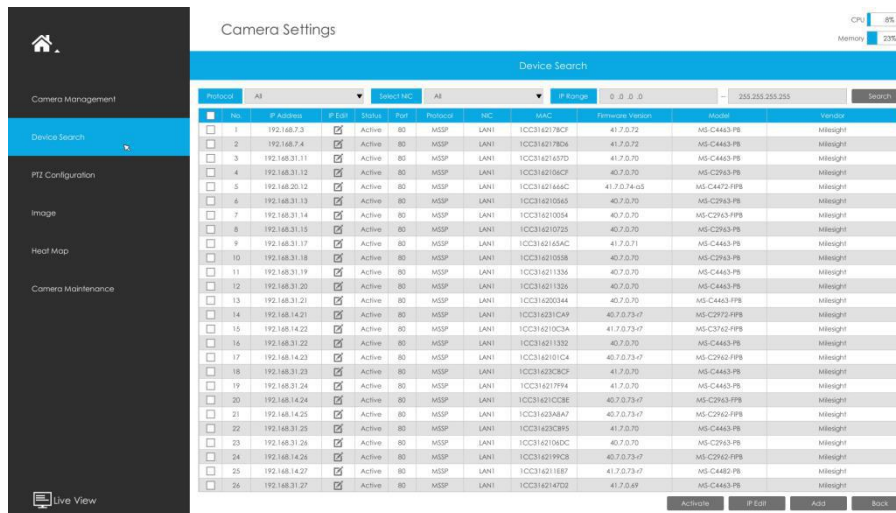 Camera Settings
CPU 8%
Memory 23%
Device Search
Camera Management
Device Search
PTZ Configuration
Image
Heat Map
Camera Maintenance
Live View
Protocol All Select NIC All IP Range 0 .0 .0 .0 – 255.255.255.255 Search
No. IP Address IP Edit Status Port Protocol NIC MAC Firmware Version Model Vendor
1 192.168.7.3 Active 80 MSSP LAN1 1CC3162178CF 41.7.0.72 MS-C4463-PB Milesight
2 192.168.7.4 Active 80 MSSP LAN1 1CC3162178D6 41.7.0.72 MS-C4463-PB Milesight
3 192.168.31.11 Active 80 MSSP LAN1 1CC31621657D 41.7.0.70 MS-C4463-PB Milesight
4 192.168.31.12 Active 80 MSSP LAN1 1CC3162106CF 40.7.0.70 MS-C2963-PB Milesight
5 192.168.20.12 Active 80 MSSP LAN1 1CC31621666C 41.7.0.74-a5 MS-C4472-FIPB Milesight
6 192.168.31.13 Active 80 MSSP LAN1 1CC316210565 40.7.0.70 MS-C2963-PB Milesight
7 192.168.31.14 Active 80 MSSP LAN1 1CC316210054 40.7.0.70 MS-C2963-FIPB Milesight
8 192.168.31.15 Active 80 MSSP LAN1 1CC316210725 40.7.0.70 MS-C2963-PB Milesight
9 192.168.31.17 Active 80 MSSP LAN1 1CC3162165AC 41.7.0.71 MS-C4463-PB Milesight
10 192.168.31.18 Active 80 MSSP LAN1 1CC316210558 40.7.0.70 MS-C2963-PB Milesight
11 192.168.31.19 Active 80 MSSP LAN1 1CC316211336 40.7.0.70 MS-C4463-PB Milesight
12 192.168.31.20 Active 80 MSSP LAN1 1CC316211326 40.7.0.70 MS-C4463-PB Milesight
13 192.168.31.21 Active 80 MSSP LAN1 1CC316200344 40.7.0.70 MS-C4463-FPB Milesight
14 192.168.14.21 Active 80 MSSP LAN1 1CC316231CA9 40.7.0.73-r7 MS-C2972-FPB Milesight
15 192.168.14.22 Active 80 MSSP LAN1 1CC316210C3A 41.7.0.73-r7 MS-C3762-FPB Milesight
16 192.168.31.22 Active 80 MSSP LAN1 1CC316211332 40.7.0.70 MS-C4463-PB Milesight
17 192.168.14.23 Active 80 MSSP LAN1 1CC3162101C4 40.7.0.73-r7 MS-C2962-FIPB Milesight
18 192.168.31.23 Active 80 MSSP LAN1 1CC31623CBCF 41.7.0.70 MS-C4463-PB Milesight
19 192.168.31.24 Active 80 MSSP LAN1 1CC316217F94 41.7.0.70 MS-C4463-PB Milesight
20 192.168.14.24 Active 80 MSSP LAN1 1CC31621CC8E 40.7.0.73-r7 MS-C2963-FPB Milesight
21 192.168.14.25 Active 80 MSSP LAN1 1CC31623A8A7 40.7.0.73-r7 MS-C2962-FIPB Milesight
22 192.168.31.25 Active 80 MSSP LAN1 1CC31623C895 41.7.0.70 MS-C4463-PB Milesight
23 192.168.31.26 Active 80 MSSP LAN1 1CC3162106DC 40.7.0.70 MS-C2963-PB Milesight
24 192.168.14.26 Active 80 MSSP LAN1 1CC3162199C8 40.7.0.73-r7 MS-C2962-FIPB Milesight
25 192.168.14.27 Active 80 MSSP LAN1 1CC316211E87 41.7.0.73-r7 MS-C4482-PB Milesight
26 192.168.31.27 Active 80 MSSP LAN1 1CC3162147D2 41.7.0.69 MS-C4463-PB Milesight
Activate IP Edit Add Back